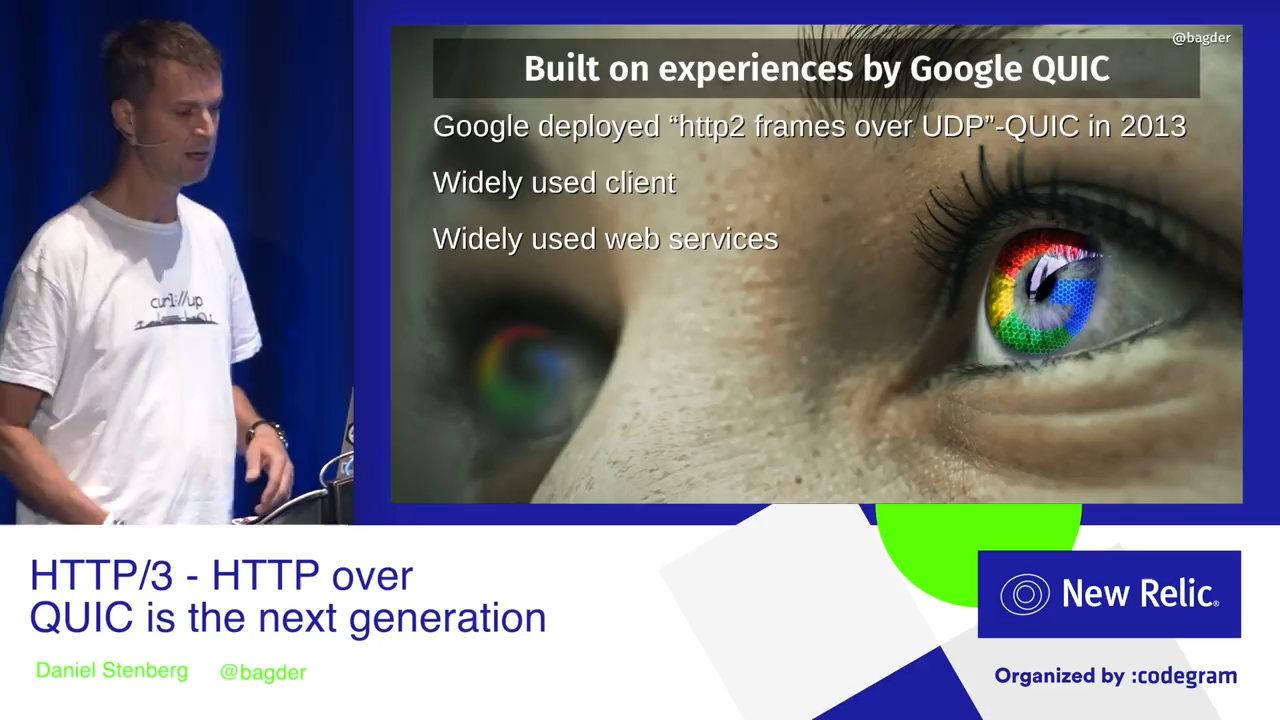 @bagder
Built on experiences by Google QUIC
Google deployed “http2 frames over UDP”-QUIC in 2013
Widely used client
Widely used web services
curl://up
HTTP/3 - HTTP over
QUIC is the next generation
Daniel Stenberg @bagder
New Relic®
Organized by :codegram